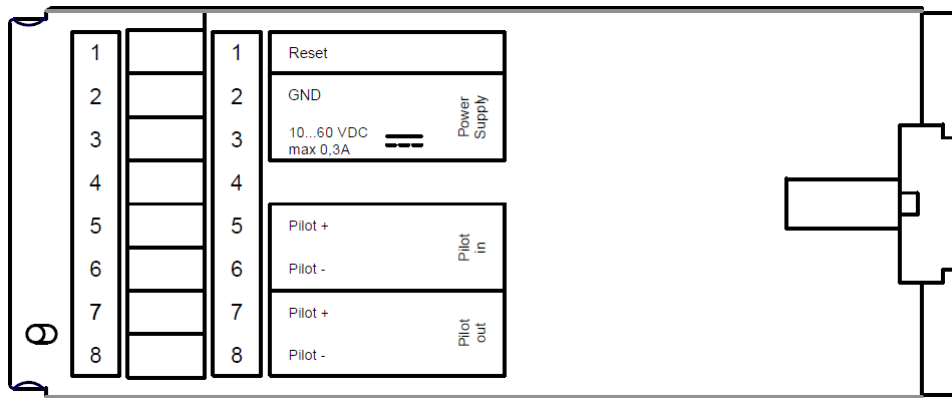 1 1 Reset
2 2 GND
3 3 10...60 VDC
max 0,3A
Power
Supply
4 4
5 5 Pilot +
6 6 Pilot -
Pilot
in
7 7 Pilot +
8 8 Pilot -
Pilot
out